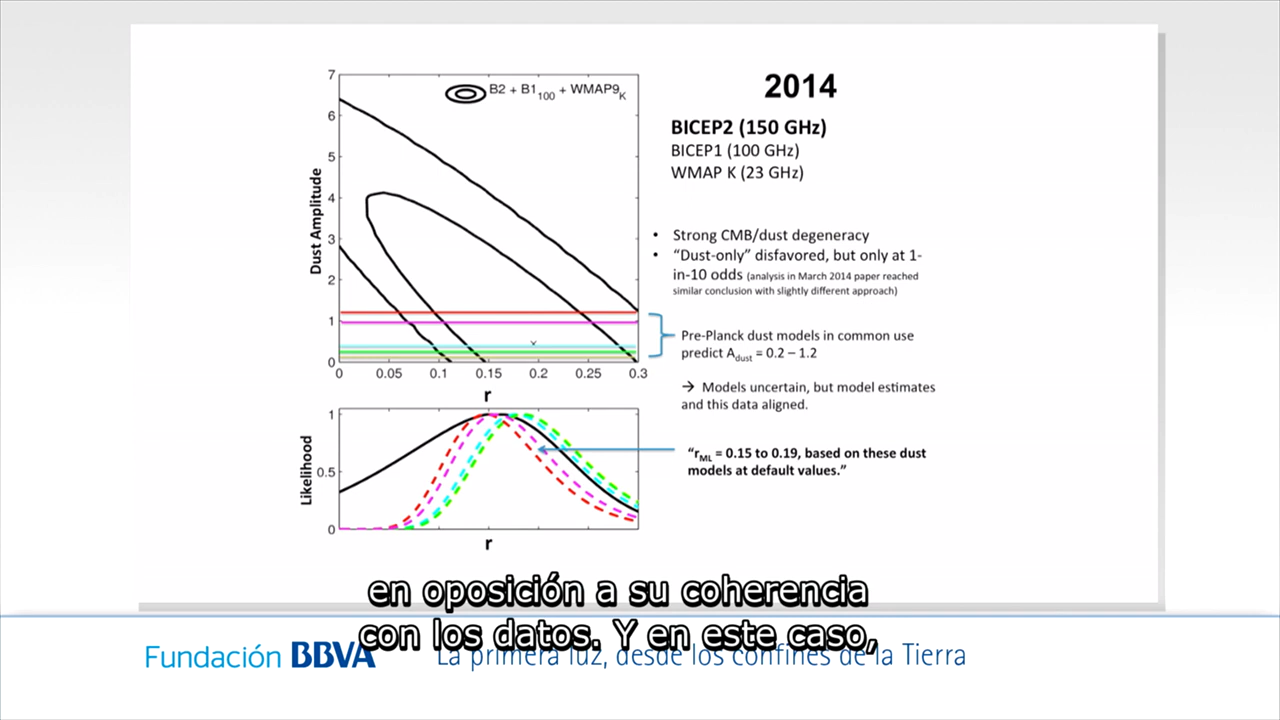 2014
BICEP2 (150 GHz)
BICEP1 (100 GHz)
WMAP K (23 GHz)
B2 + B1100 + WMAP9K
7
6
5
4
3
2
1
0
Dust Amplitude
0 0.05 0.1 0.15 0.2 0.25 0.3
r
• Strong CMB/dust degeneracy
• “Dust-only” disfavored, but only at 1-
in-10 odds (analysis in March 2014 paper reached
similar conclusion with slightly different approach)
Pre-Planck dust models in common use
predict Adust = 0.2 – 1.2
→ Models uncertain, but model estimates
and this data aligned.
1
0.5
0
Likelihood
r
“rML = 0.15 to 0.19, based on these dust
models at default values.”
en oposición a su coherencia
con los datos. Y en este caso,
Fundación BBVA
La primera luz, desde los confines de la Tierra